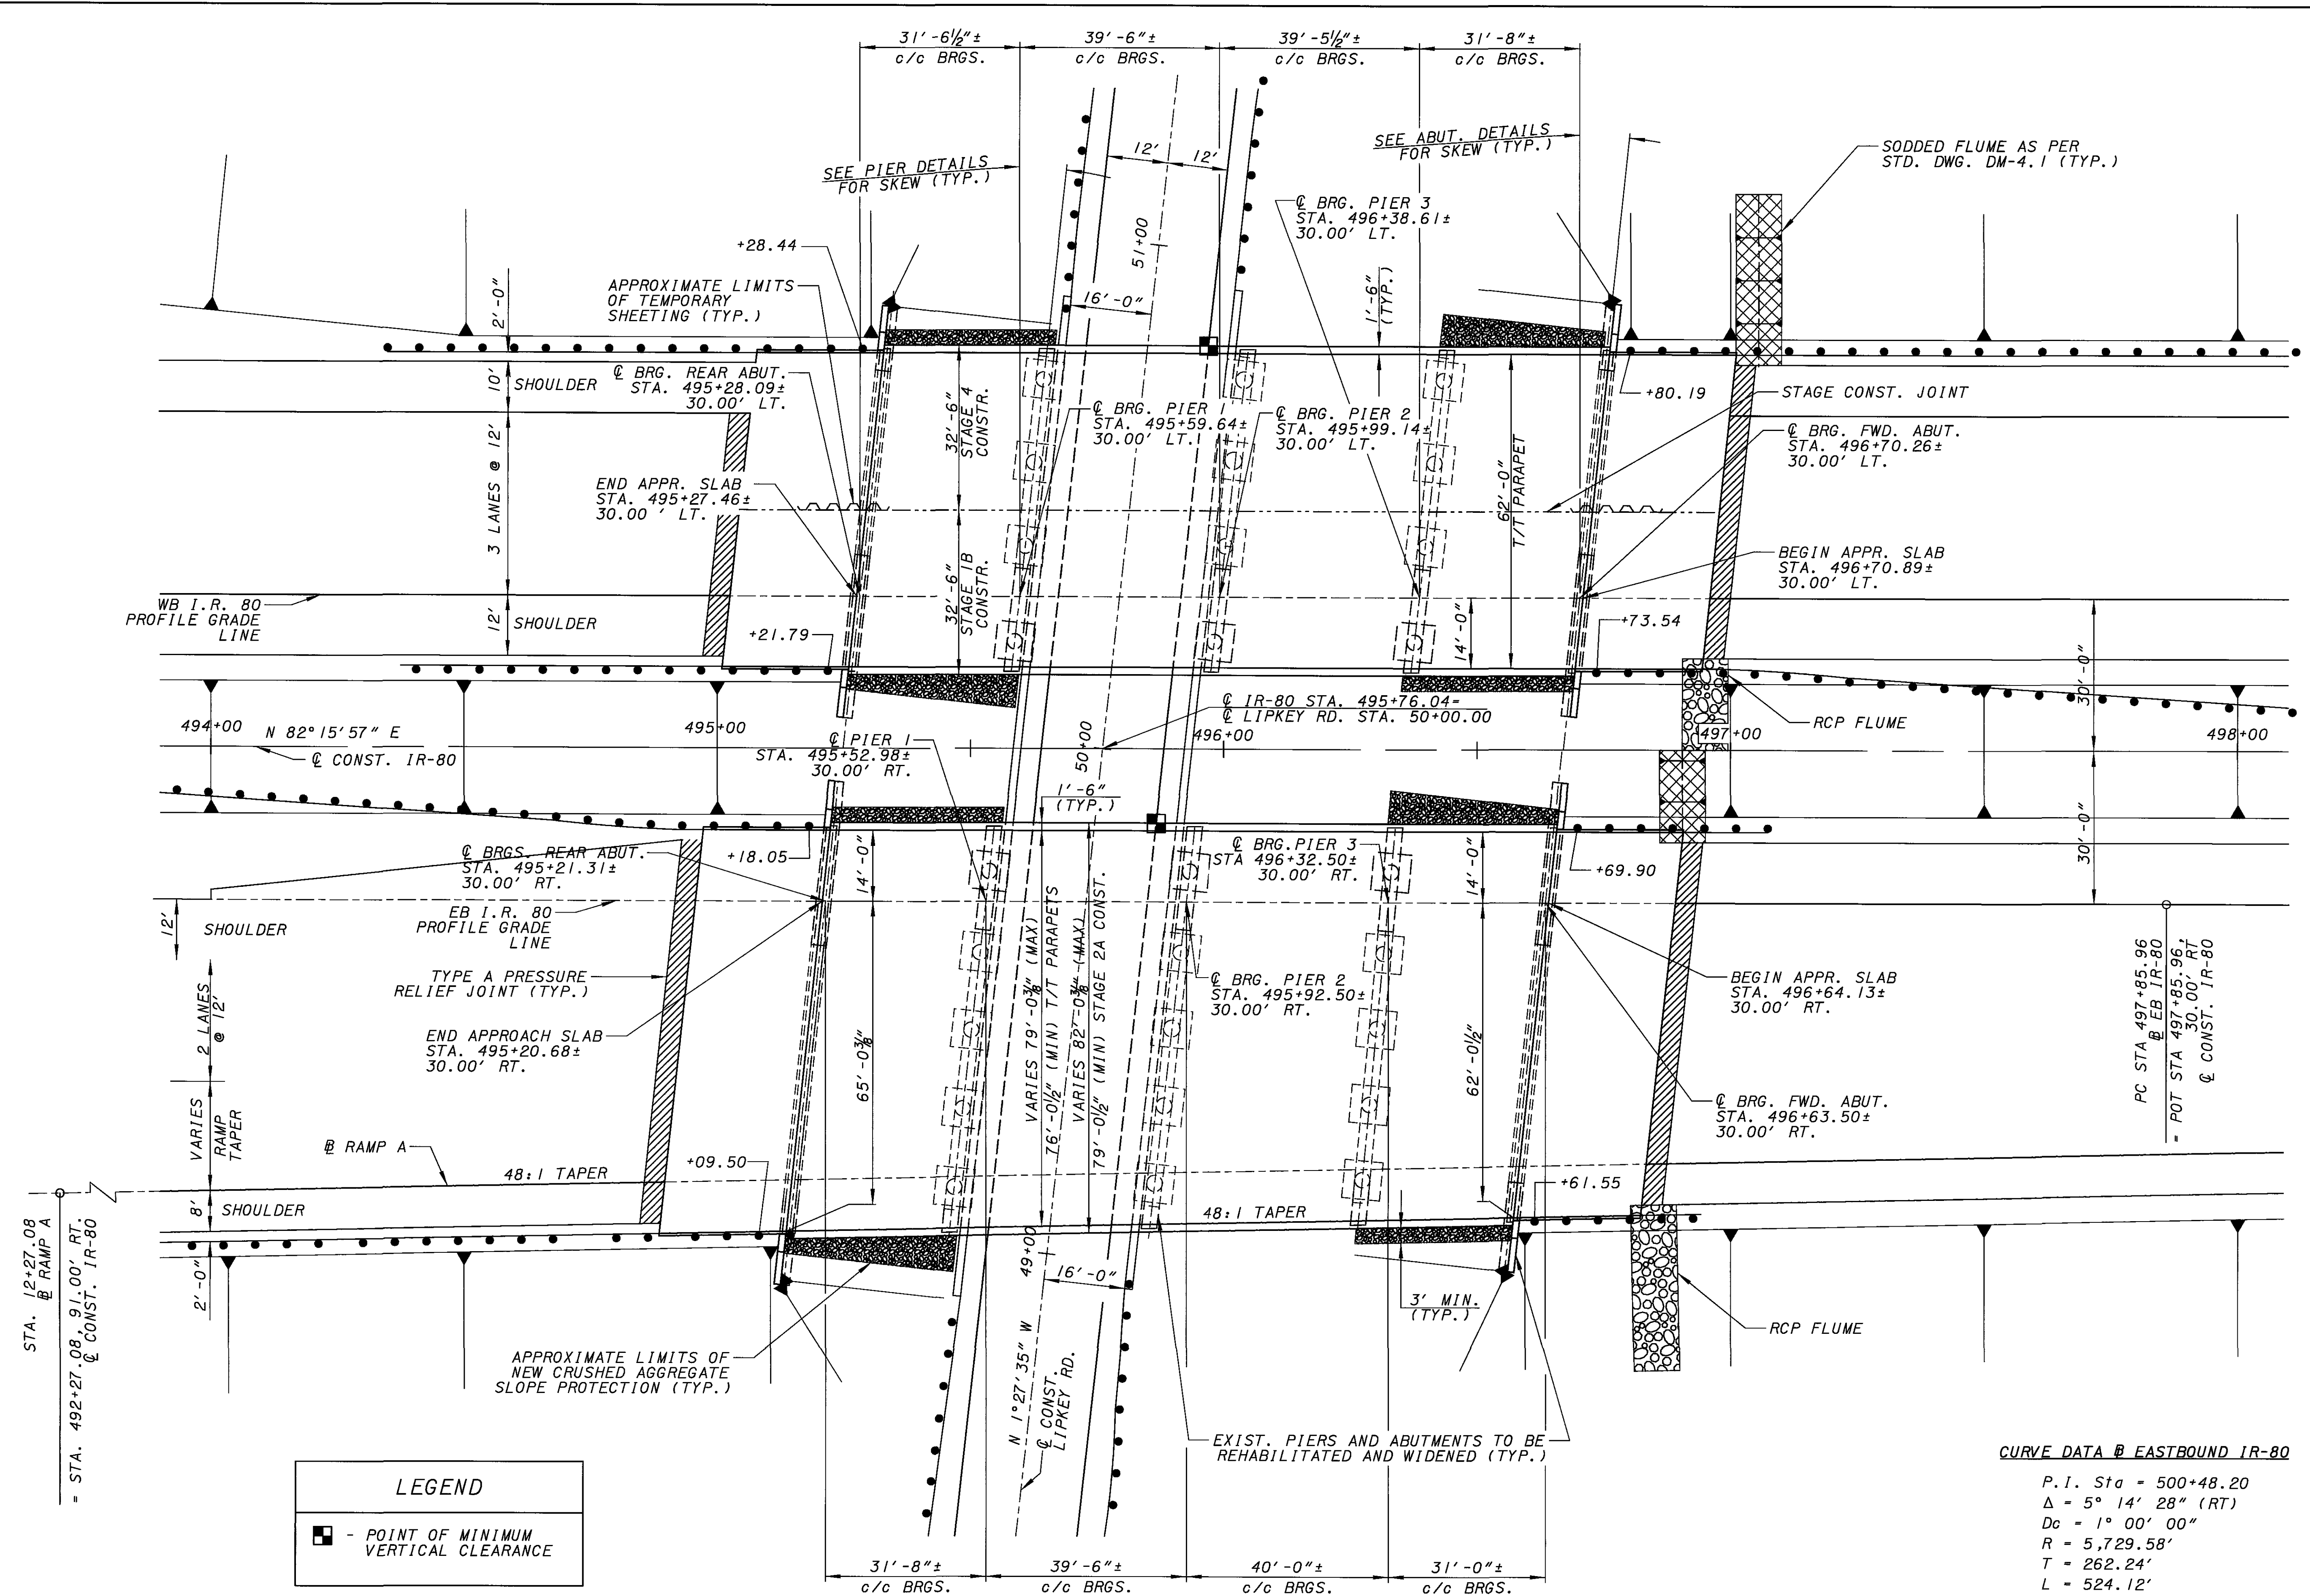 31'-6½"±
c/c BRGS.
39'-6"±
c/c BRGS.
39'-5½"±
c/c BRGS.
31'-8"±
c/c BRGS.
SEE PIER DETAILS
FOR SKEW (TYP.)
12'
12'
SEE ABUT. DETAILS
FOR SKEW (TYP.)
SODDED FLUME AS PER
STD. DWG. DM-4.1 (TYP.)
℄ BRG. PIER 3
STA. 496+38.61±
30.00' LT.
+28.44
51+00
APPROXIMATE LIMITS
OF TEMPORARY
SHEETING (TYP.)
2'-0"
16'-0"
1'-6"
(TYP.)
10'
SHOULDER
℄ BRG. REAR ABUT.
STA. 495+28.09±
30.00' LT.
32'-6"
STAGE 4
CONSTR.
℄ BRG. PIER
STA. 495+59.64±
30.00' LT.
℄ BRG. PIER 2
STA. 495+99.14±
30.00' LT.
+80.19
STAGE CONST. JOINT
3 LANES @ 12'
℄ BRG. FWD. ABUT.
STA. 496+70.26±
30.00' LT.
END APPR. SLAB
STA. 495+27.46±
30.00 ' LT.
62'-0"
T/T PARAPET
32'-6"
STAGE 1B
CONSTR.
BEGIN APPR. SLAB
STA. 496+70.89±
30.00' LT.
WB I.R. 80
PROFILE GRADE
LINE
12'
SHOULDER
+21.79
14'-0"
+73.54
30'-0"
℄ IR-80 STA. 495+76.04=
℄ LIPKEY RD. STA. 50+00.00
RCP FLUME
494+00
N 82°15'57" E
495+00
496+00
497+00
498+00
℄ CONST. IR-80
℄ PIER 1
STA. 495+52.98±
30.00' RT.
50+00
1'-6"
(TYP.)
℄ BRGS. REAR ABUT.
STA. 495+21.31±
30.00' RT.
+18.05
14'-0"
℄ BRG.PIER 3
STA 496+32.50±
30.00' RT.
14'-0"
+69.90
30'-0"
12'
SHOULDER
EB I.R. 80
PROFILE GRADE
LINE
TYPE A PRESSURE
RELIEF JOINT (TYP.)
2 LANES
@ 12'
END APPROACH SLAB
STA. 495+20.68±
30.00' RT.
65'-0⅜"
VARIES 79'-0¾" (MAX)
76'-0½" (MIN) T/T PARAPETS
VARIES 82'-0¾" (MAX)
79'-0½" (MIN) STAGE 2A CONST.
℄ BRG. PIER 2
STA. 495+92.50±
30.00' RT.
62'-0½"
BEGIN APPR. SLAB
STA. 496+64.13±
30.00' RT.
PC STA 497+85.96
B EB IR-80
= POT STA 497+85.96,
30.00' RT
℄ CONST. IR-80
℄ BRG. FWD. ABUT.
STA. 496+63.50±
30.00' RT.
VARIES
RAMP
TAPER
B RAMP A
48:1 TAPER
+09.50
+61.55
8'
SHOULDER
48:1 TAPER
2'-0"
STA. 12+27.08
B RAMP A
= STA. 492+27.08, 91.00' RT.
℄ CONST. IR-80
49+00
16'-0"
3' MIN.
(TYP.)
RCP FLUME
APPROXIMATE LIMITS OF
NEW CRUSHED AGGREGATE
SLOPE PROTECTION (TYP.)
N 1°27'35" W
℄ CONST.
LIPKEY RD.
EXIST. PIERS AND ABUTMENTS TO BE
REHABILITATED AND WIDENED (TYP.)
LEGEND
- POINT OF MINIMUM
VERTICAL CLEARANCE
31'-8"±
c/c BRGS.
39'-6"±
c/c BRGS.
40'-0"±
c/c BRGS.
31'-0"±
c/c BRGS.
CURVE DATA B EASTBOUND IR-80
P.I. Sta = 500+48.20
Δ = 5° 14' 28" (RT)
Dc = 1° 00' 00"
R = 5,729.58'
T = 262.24'
L = 524.12'